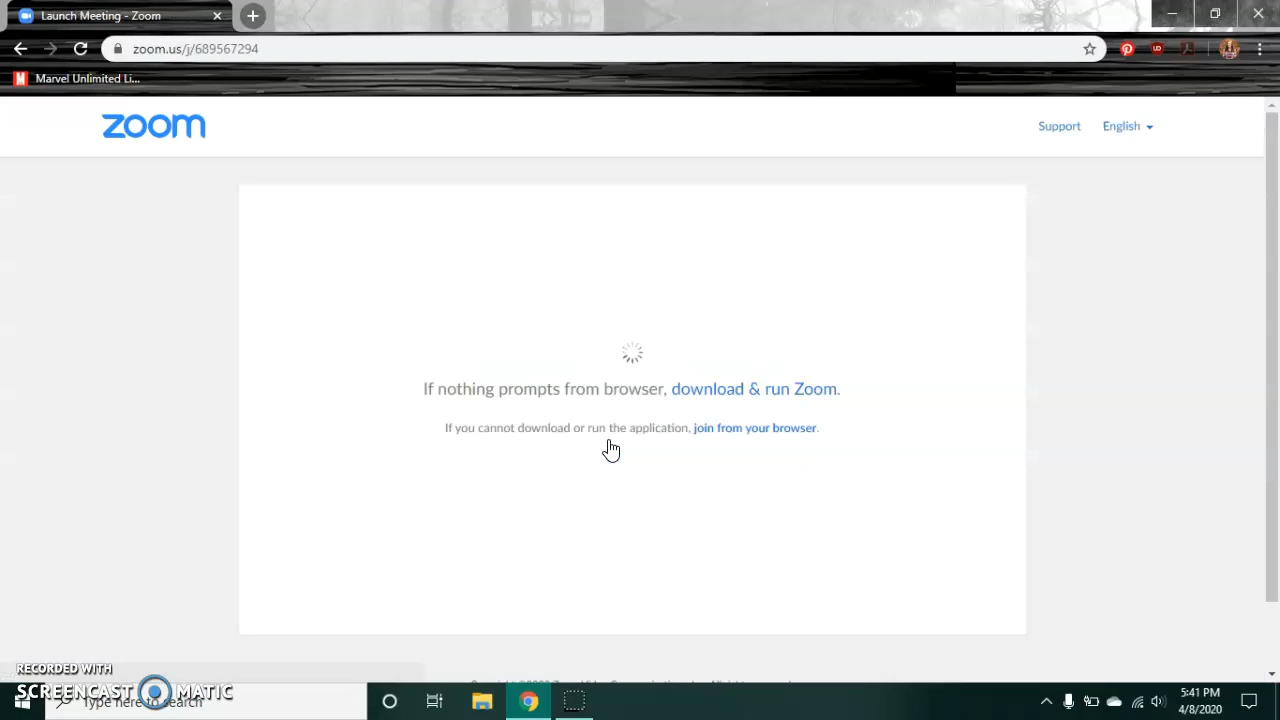 Launch Meeting - Zoom
zoom.us/j/689567294
Marvel Unlimited Li...
zoom
Support
English
If nothing prompts from browser, download & run Zoom.
If you cannot download or run the application, join from your browser.
RECORDED WITH
SCREENCAST MATIC
Type here to search
5:41 PM
4/8/2020